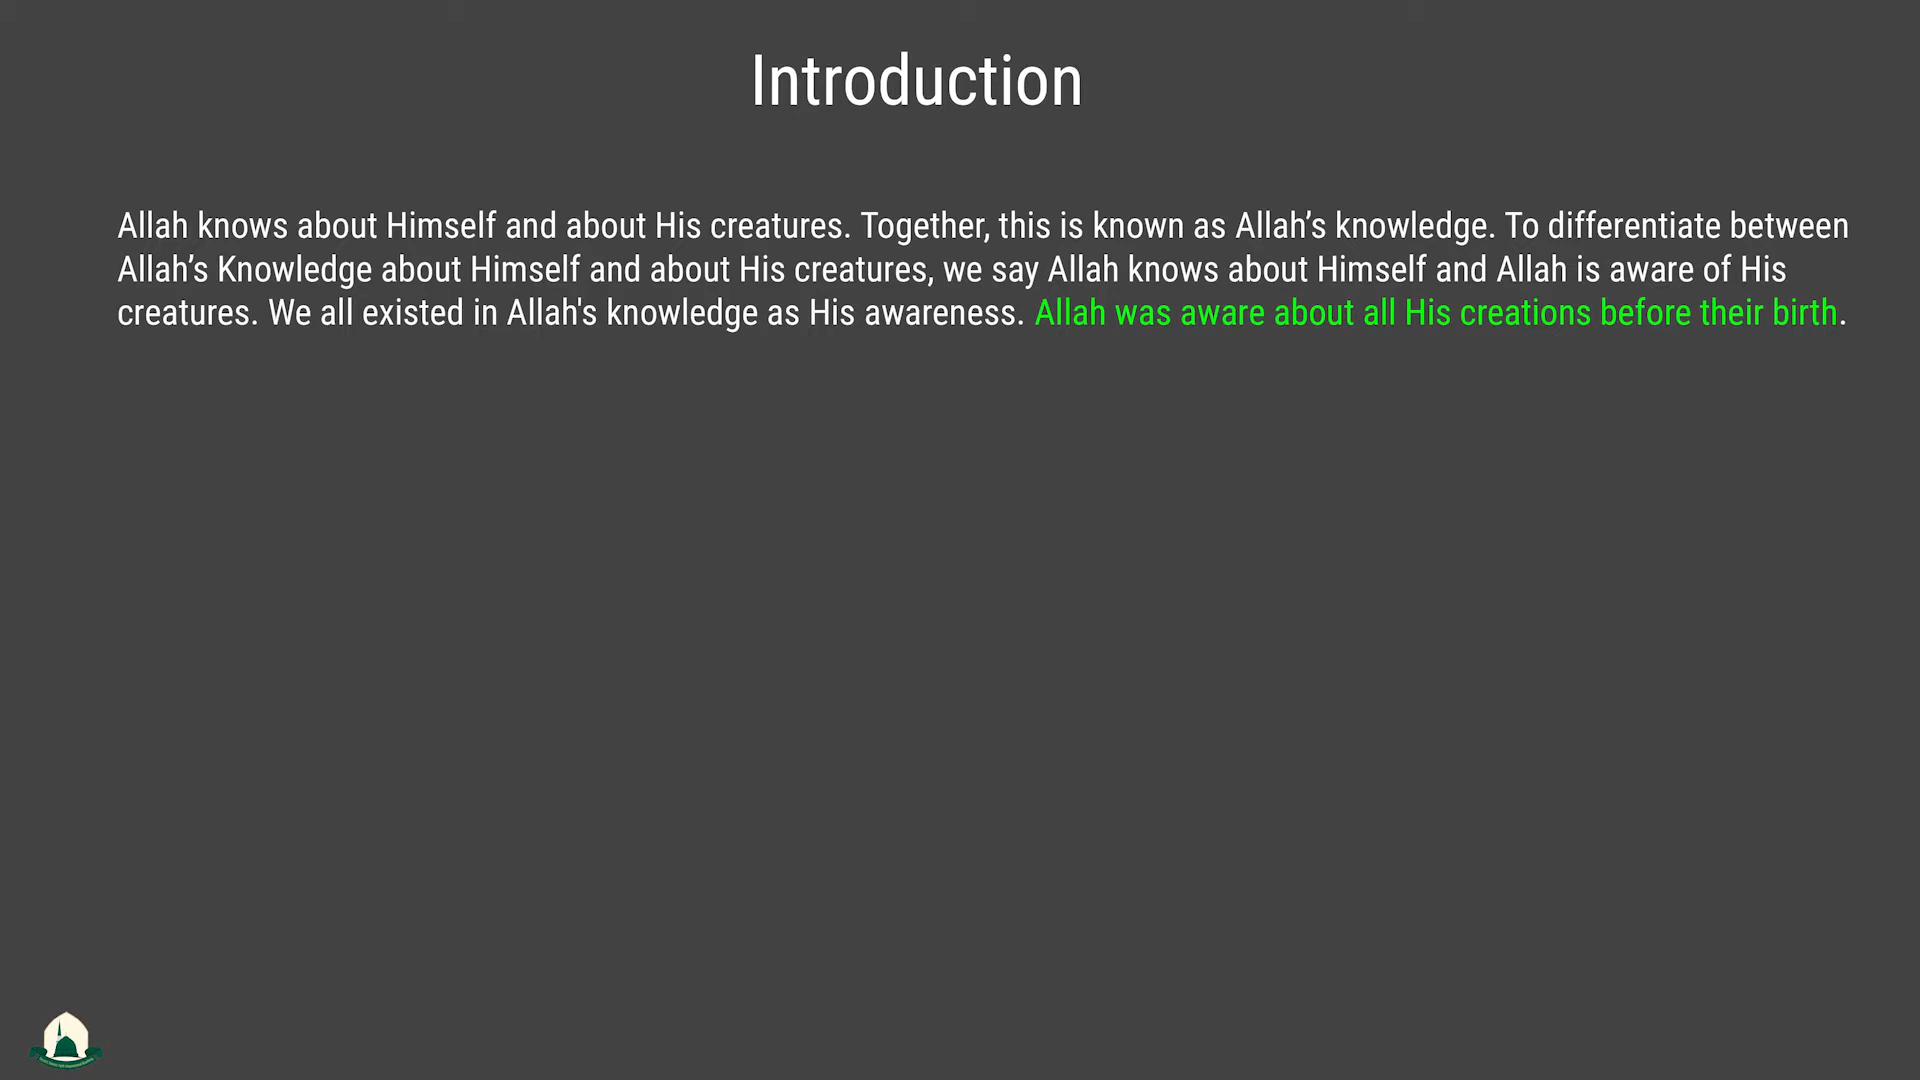 Introduction
Allah knows about Himself and about His creatures. Together, this is known as Allah’s knowledge. To differentiate between
Allah’s Knowledge about Himself and about His creatures, we say Allah knows about Himself and Allah is aware of His
creatures. We all existed in Allah's knowledge as His awareness. Allah was aware about all His creations before their birth.